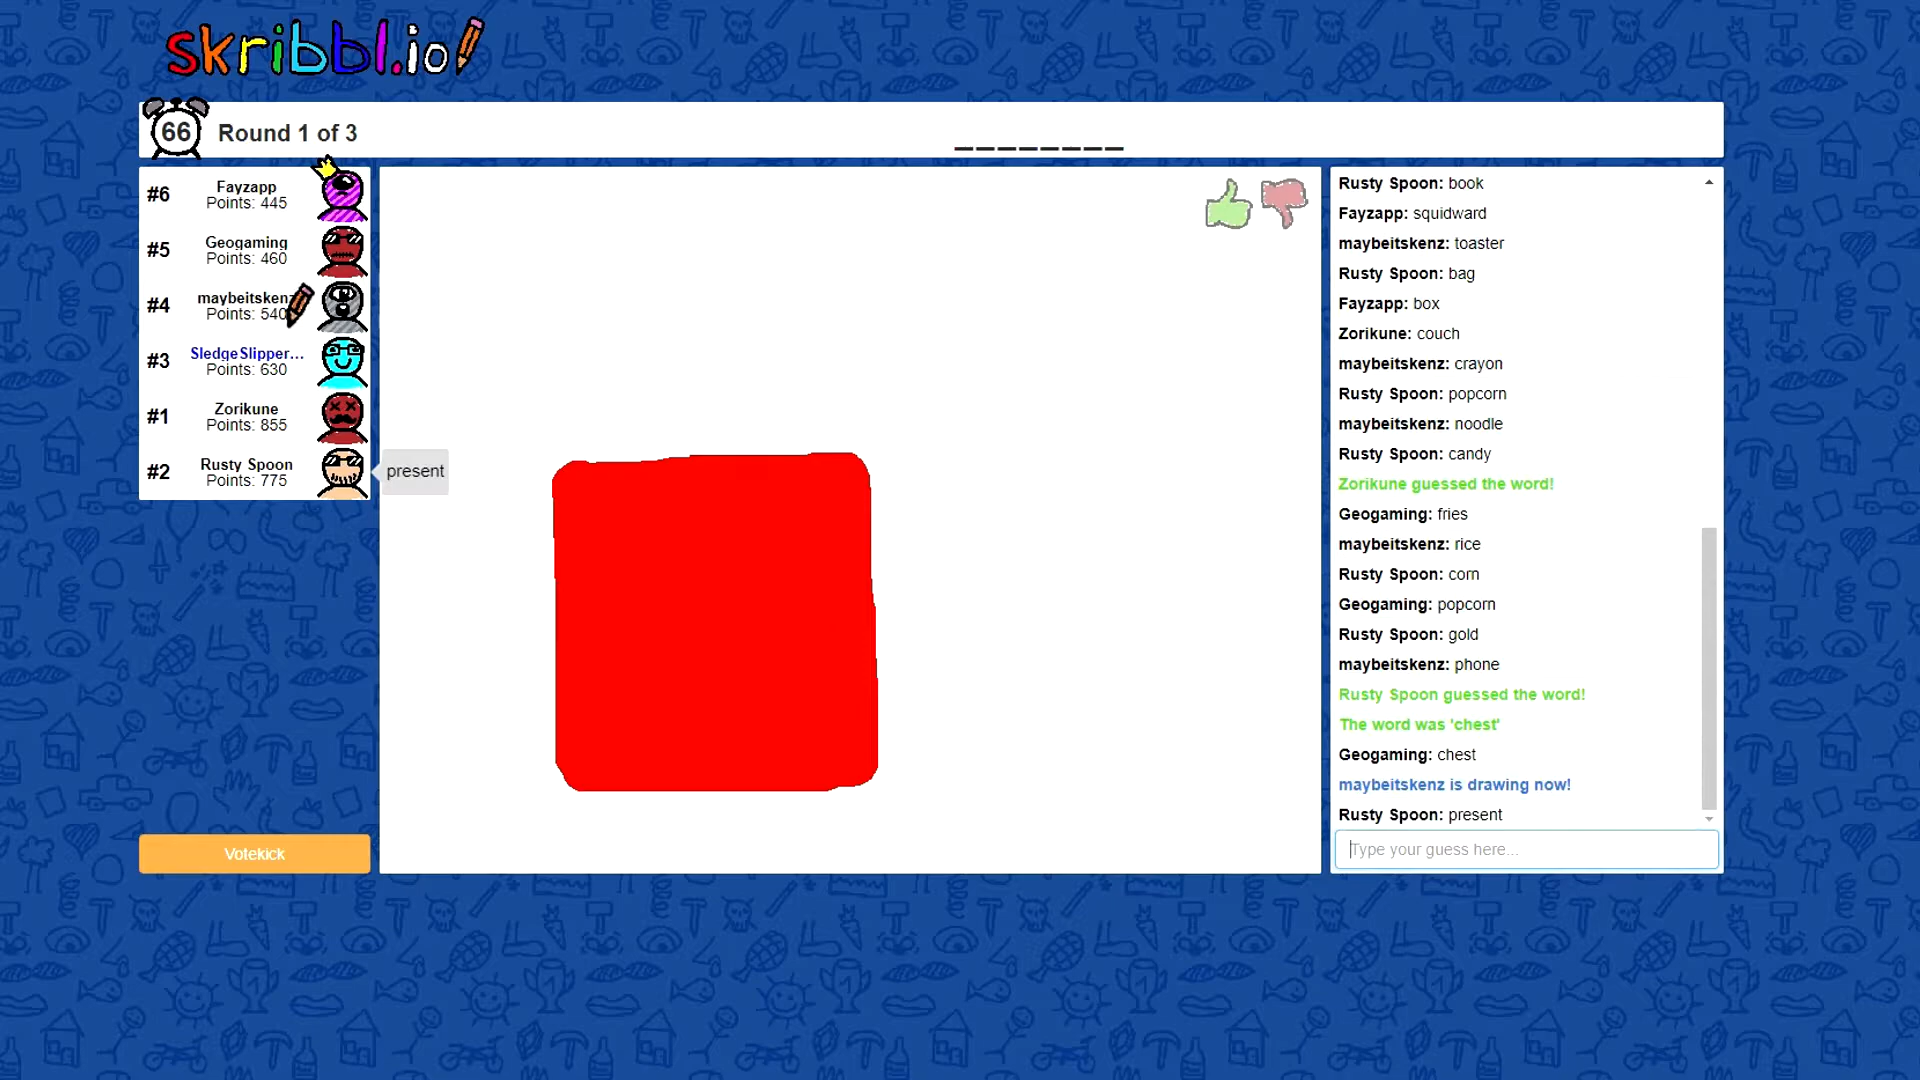 skribbl.io
66
Round 1 of 3
________
#6
Fayzapp
Points: 445
#5
Geogaming
Points: 460
#4
maybeitskenz
Points: 540
#3
SledgeSlipper...
Points: 630
#1
Zorikune
Points: 855
#2
Rusty Spoon
Points: 775
present
Votekick
Rusty Spoon: book
Fayzapp: squidward
maybeitskenz: toaster
Rusty Spoon: bag
Fayzapp: box
Zorikune: couch
maybeitskenz: crayon
Rusty Spoon: popcorn
maybeitskenz: noodle
Rusty Spoon: candy
Zorikune guessed the word!
Geogaming: fries
maybeitskenz: rice
Rusty Spoon: corn
Geogaming: popcorn
Rusty Spoon: gold
maybeitskenz: phone
Rusty Spoon guessed the word!
The word was 'chest'
Geogaming: chest
maybeitskenz is drawing now!
Rusty Spoon: present
Type your guess here...